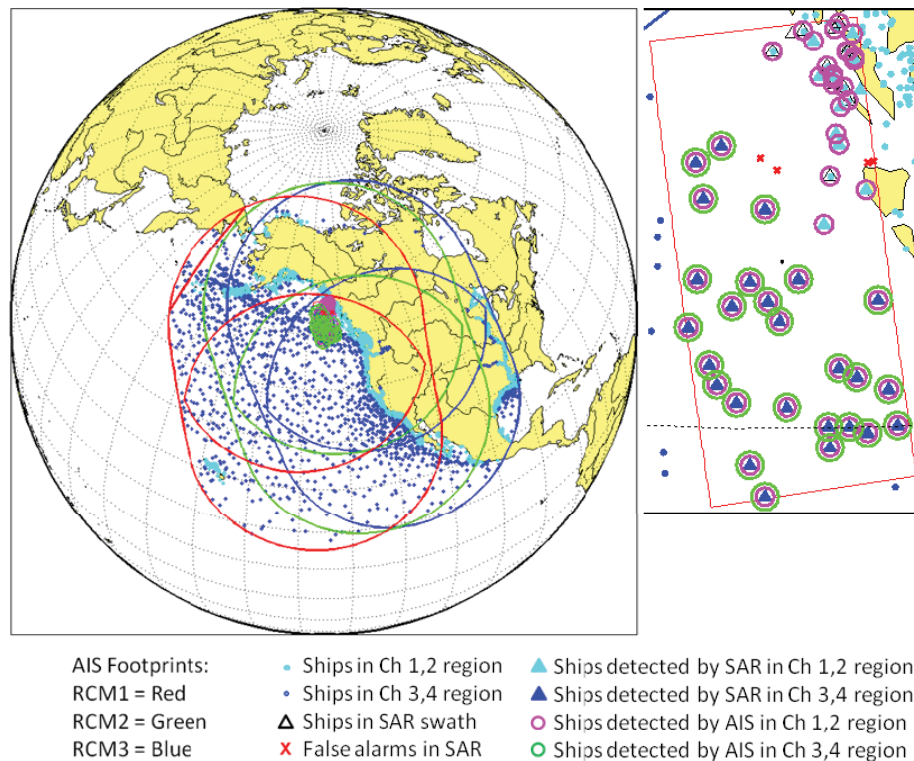 AIS Footprints:
RCM1 = Red
RCM2 = Green
RCM3 = Blue
Ships in Ch 1,2 region
Ships in Ch 3,4 region
Ships in SAR swath
False alarms in SAR
Ships detected by SAR in Ch 1,2 region
Ships detected by SAR in Ch 3,4 region
Ships detected by AIS in Ch 1,2 region
Ships detected by AIS in Ch 3,4 region